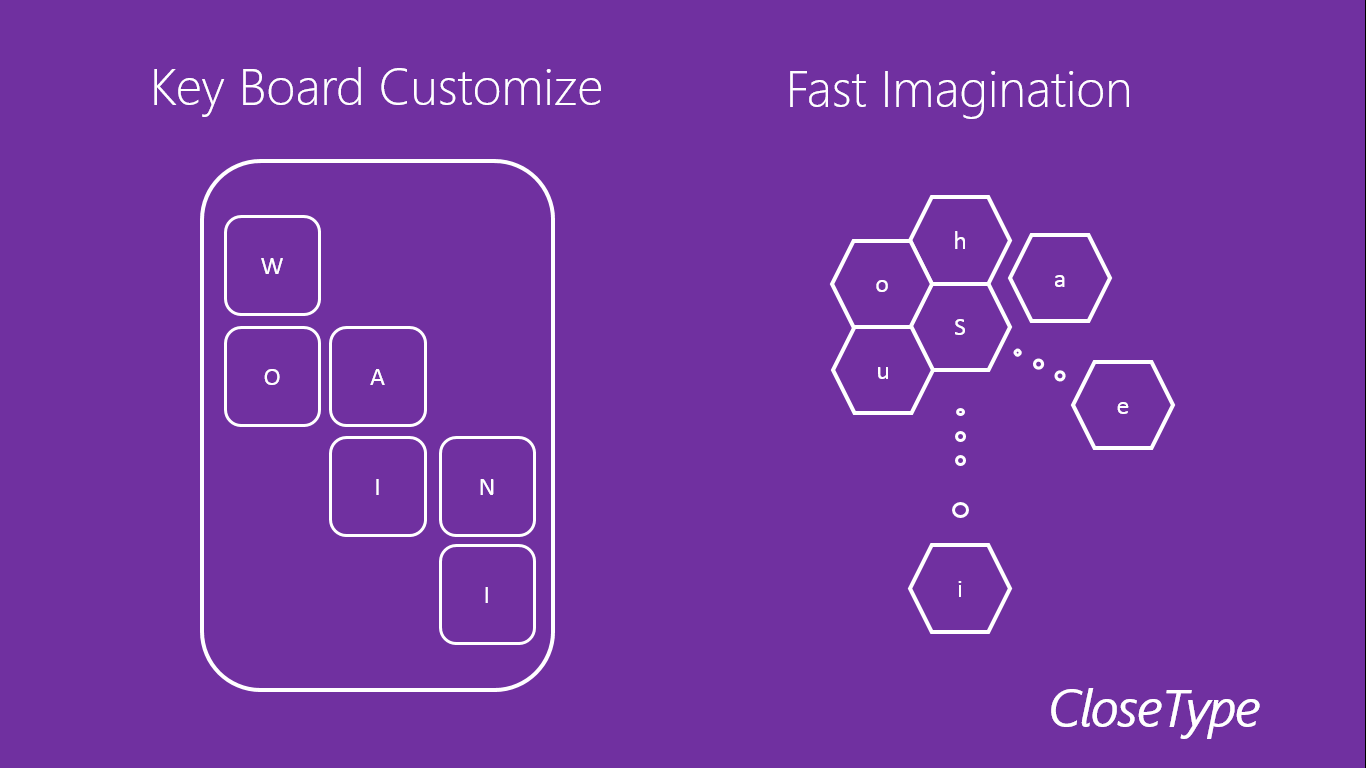 Key Board Customize
W
O A
I N
I
Fast Imagination
h
a
o
S
u
e
i
CloseType